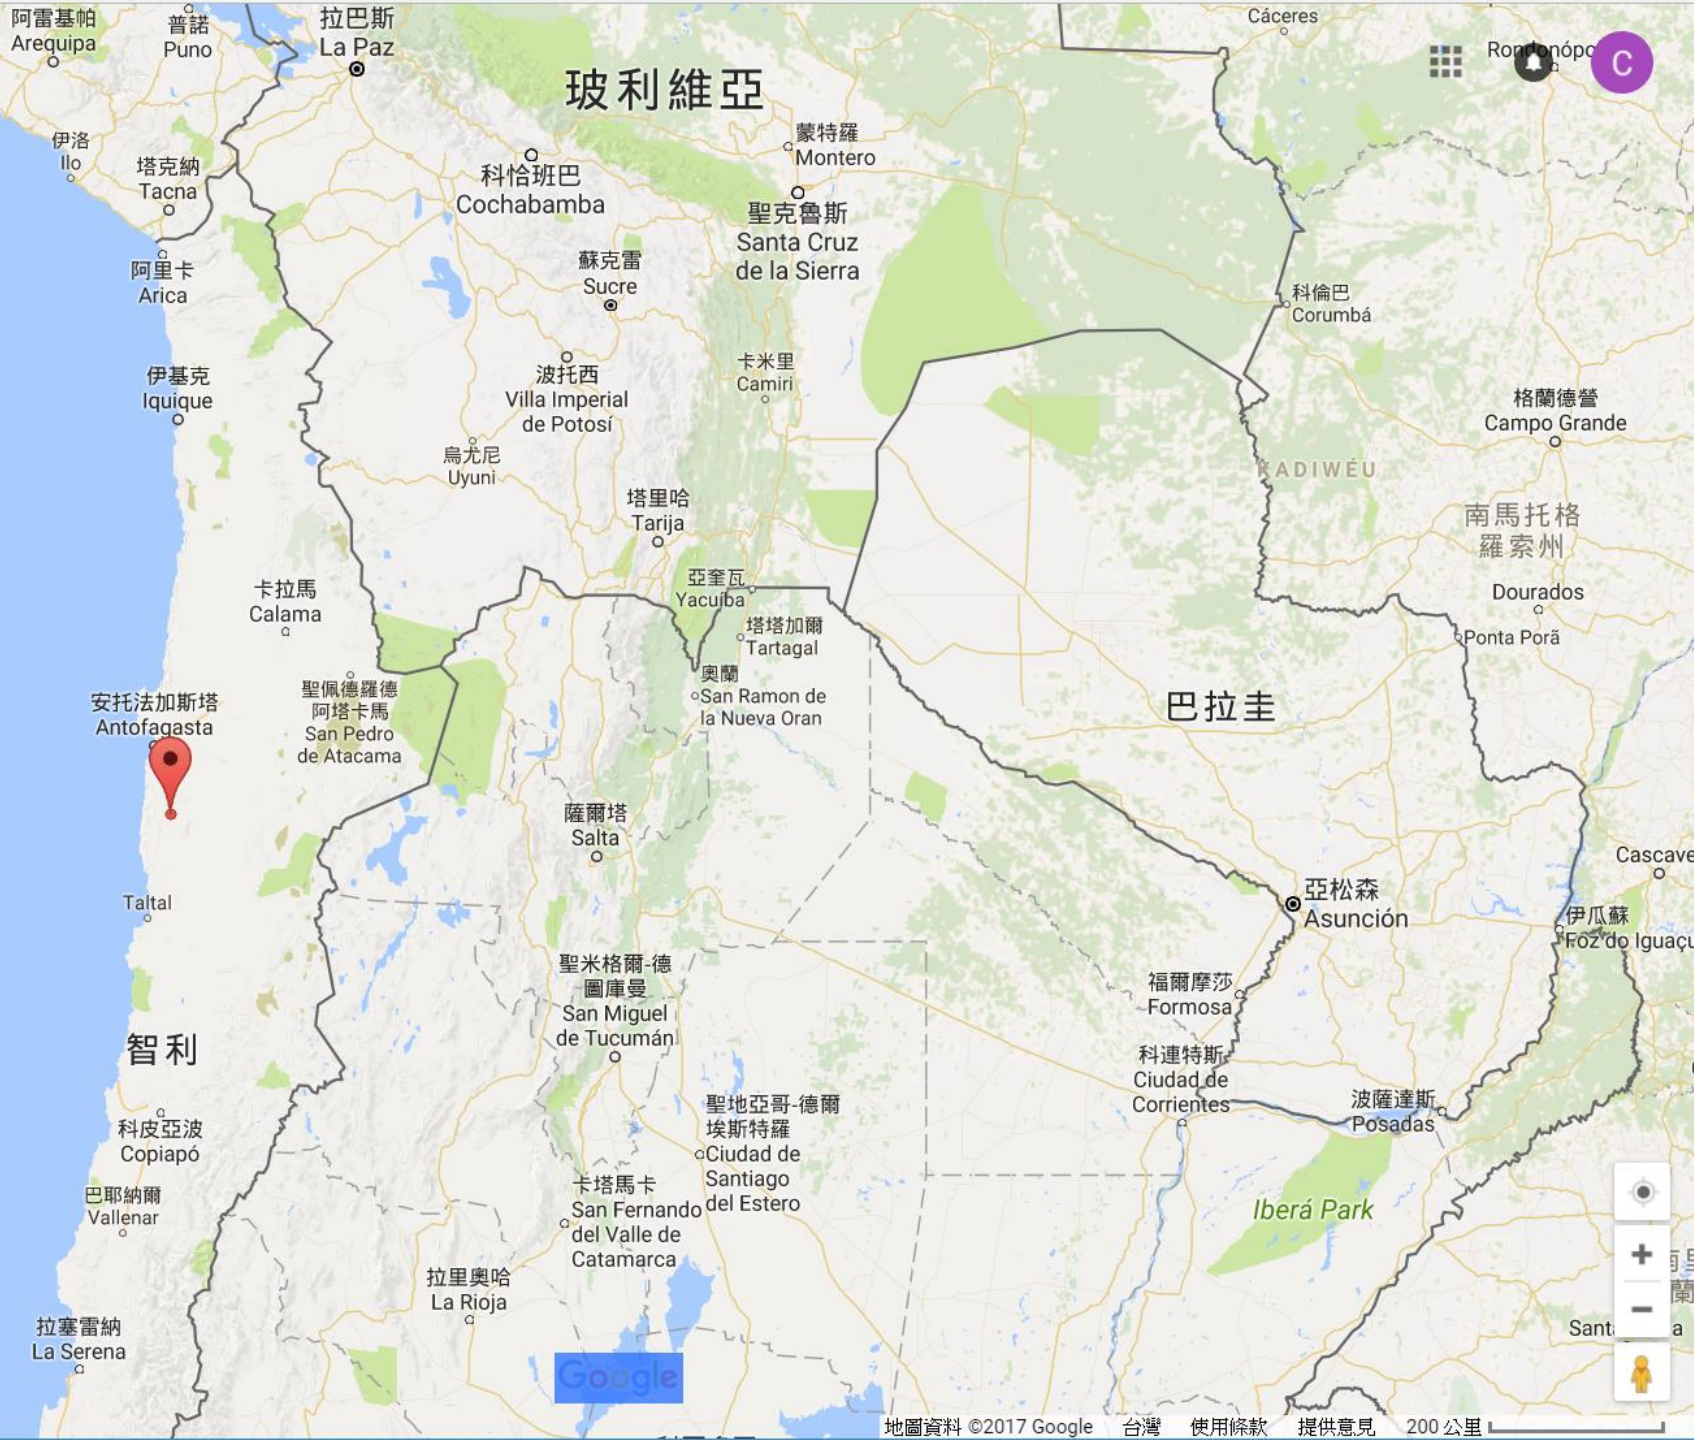 阿雷基帕
Arequipa
普諾
Puno
拉巴斯
La Paz
玻利維亞
Cáceres
C
伊洛
Ilo
塔克納
Tacna
科恰班巴
Cochabamba
蒙特羅
Montero
聖克魯斯
Santa Cruz
de la Sierra
阿里卡
Arica
蘇克雷
Sucre
科倫巴
Corumbá
伊基克
Iquique
波托西
Villa Imperial
de Potosí
卡米里
Camiri
格蘭德營
Campo Grande
烏尤尼
Uyuni
KADIWÉU
塔里哈
Tarija
南馬托格
羅索州
卡拉馬
Calama
亞奎瓦
Yacuíba
Dourados
塔塔加爾
Tartagal
Ponta Porã
奧蘭
San Ramon de
la Nueva Oran
安托法加斯塔
Antofagasta
聖佩德羅德
阿塔卡馬
San Pedro
de Atacama
巴拉圭
薩爾塔
Salta
Cascave
Taltal
亞松森
Asunción
伊瓜蘇
Foz do Iguaçu
聖米格爾-德
圖庫曼
San Miguel
de Tucumán
福爾摩莎
Formosa
智利
科連特斯
Ciudad de
Corrientes
波薩達斯
Posadas
科皮亞波
Copiapó
聖地亞哥-德爾
埃斯特羅
Ciudad de
Santiago
del Estero
巴耶納爾
Vallenar
卡塔馬卡
San Fernando
del Valle de
Catamarca
Iberá Park
拉里奧哈
La Rioja
拉塞雷納
La Serena
Google
地圖資料 ©2017 Google 台灣 使用條款 提供意見 200 公里